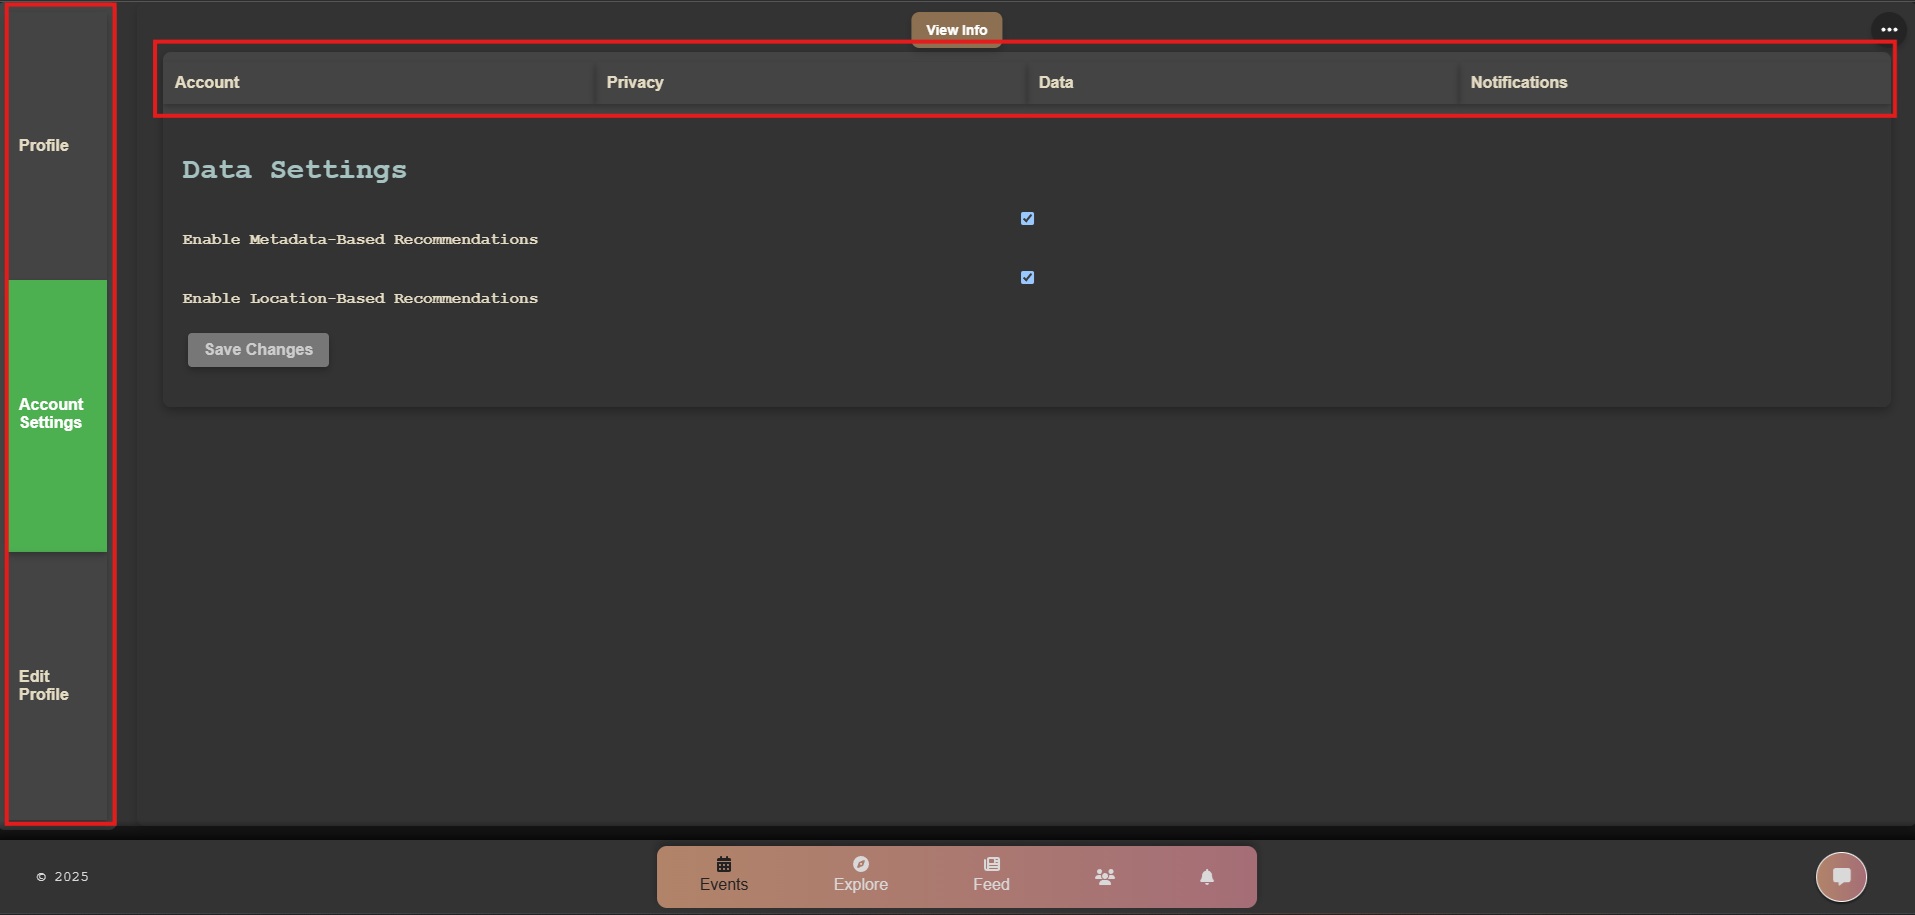 View Info
Account
Privacy
Data
Notifications
Profile
Data Settings
Enable Metadata-Based Recommendations
Enable Location-Based Recommendations
Save Changes
Account
Settings
Edit
Profile
© 2025
Events
Explore
Feed